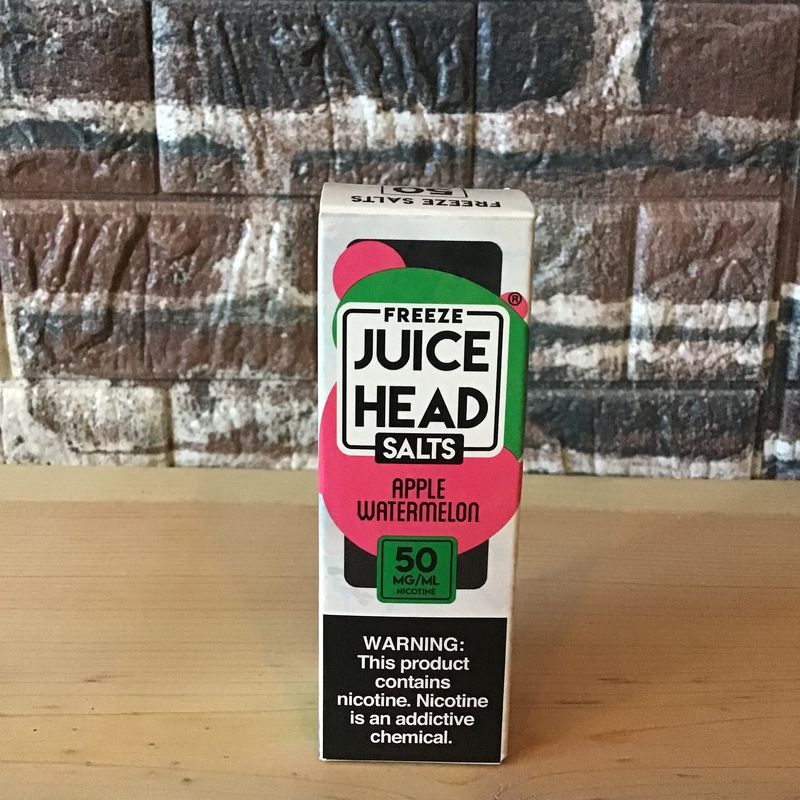 50
FREEZE SALTS
®
FREEZE
JUICE
HEAD
SALTS
APPLE
WATERMELON
50
MG/ML
NICOTINE
WARNING:
This product
contains
nicotine. Nicotine
is an addictive
chemical.